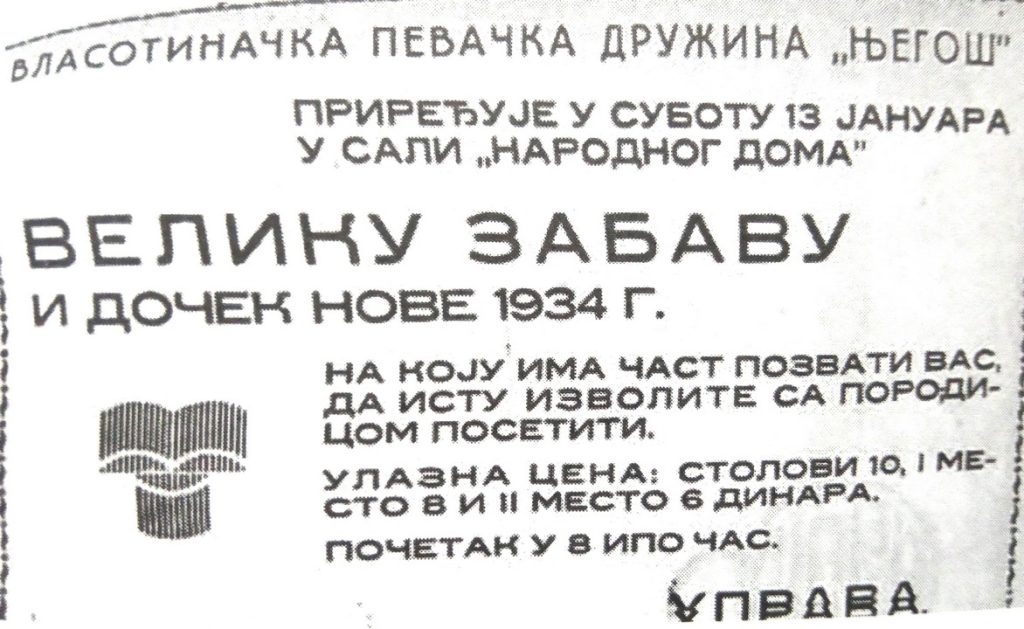 ВЛАСОТИНАЧКА ПЕВАЧКА ДРУЖИНА „ЊЕГОШ”
ПРИРЕЂУЈЕ У СУБОТУ 13 ЈАНУАРА
У САЛИ „НАРОДНОГ ДОМА”
ВЕЛИКУ ЗАБАВУ
И ДОЧЕК НОВЕ 1934 Г.
НА КОЈУ ИМА ЧАСТ ПОЗВАТИ ВАС,
ДА ИСТУ ИЗВОЛИТЕ СА ПОРОДИ-
ЦОМ ПОСЕТИТИ.
УЛАЗНА ЦЕНА: СТОЛОВИ 10, I МЕ-
СТО 8 И II МЕСТО 6 ДИНАРА.
ПОЧЕТАК У 8 ИПО ЧАС.
УПРАВА.